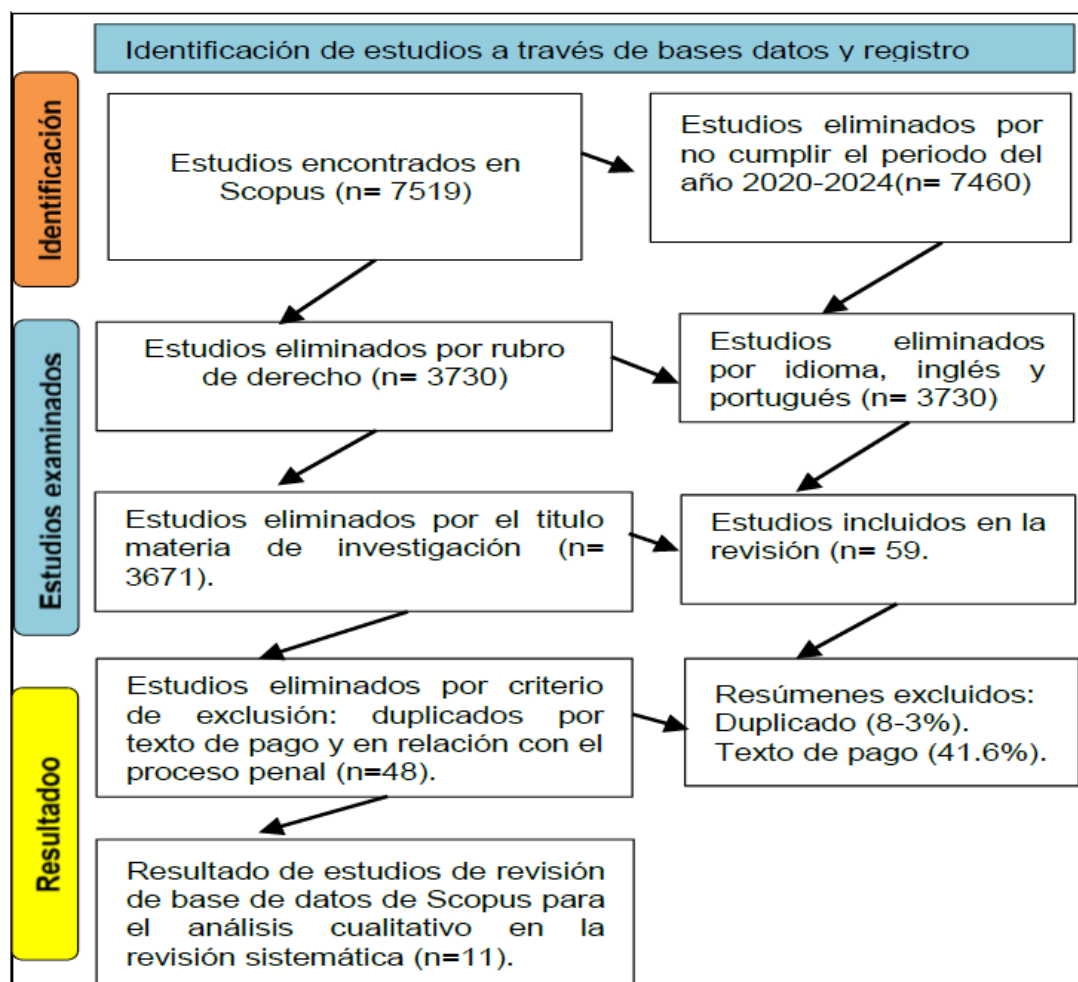 Identificación de estudios a través de bases datos y registro
Identificación
Estudios encontrados en
Scopus (n= 7519)
Estudios eliminados por
no cumplir el periodo del
año 2020-2024(n= 7460)
Estudios examinados
Estudios eliminados por rubro
de derecho (n= 3730)
Estudios eliminados
por idioma, inglés y
portugués (n= 3730)
Estudios eliminados por el titulo
materia de investigación (n=
3671).
Estudios incluidos en la
revisión (n= 59.
Resultadoo
Estudios eliminados por criterio
de exclusión: duplicados por
texto de pago y en relación con el
proceso penal (n=48).
Resúmenes excluidos:
Duplicado (8-3%).
Texto de pago (41.6%).
Resultado de estudios de revisión
de base de datos de Scopus para
el análisis cualitativo en la
revisión sistemática (n=11).